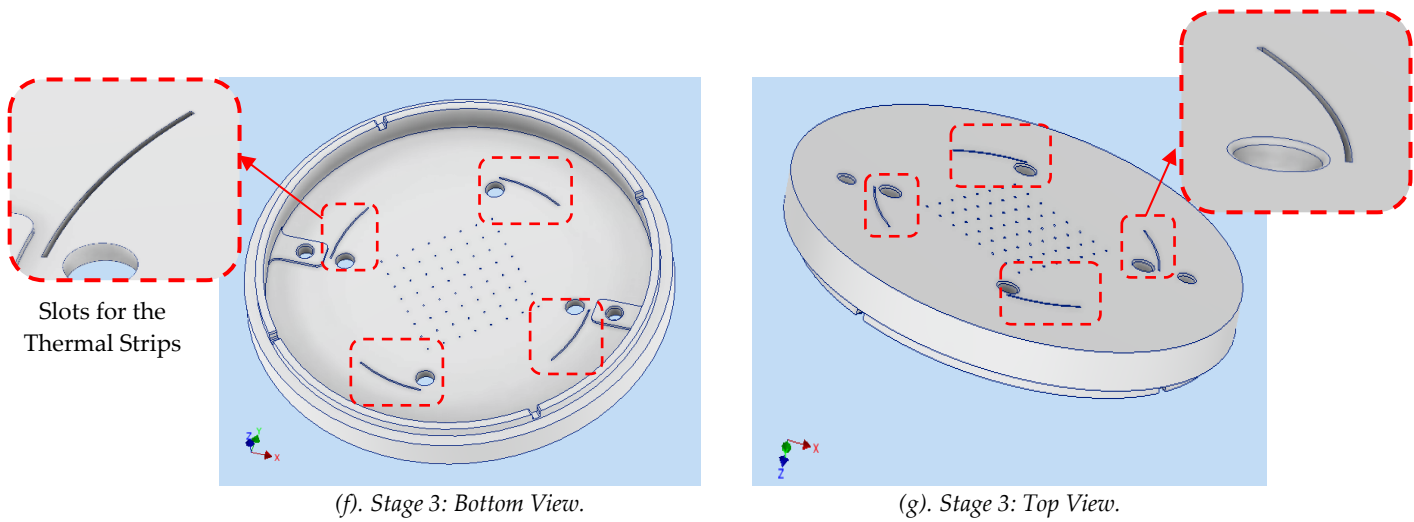 Slots for the
Thermal Strips
Z
Y
X
X
Z
(f). Stage 3: Bottom View.
(g). Stage 3: Top View.